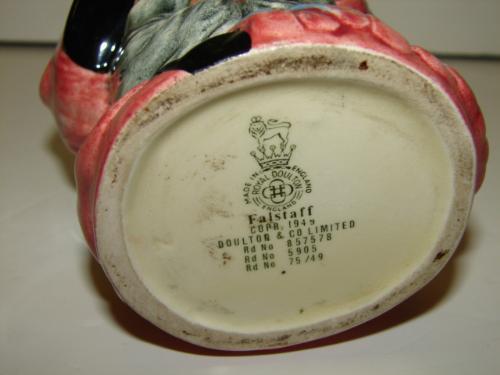 MADE IN ENGLAND
ROYAL DOULTON
ENGLAND
Falstaff
COPR. 1949
DOULTON & CO LIMITED
Rd No 857578
Rd No 5905
Rd No 75/49